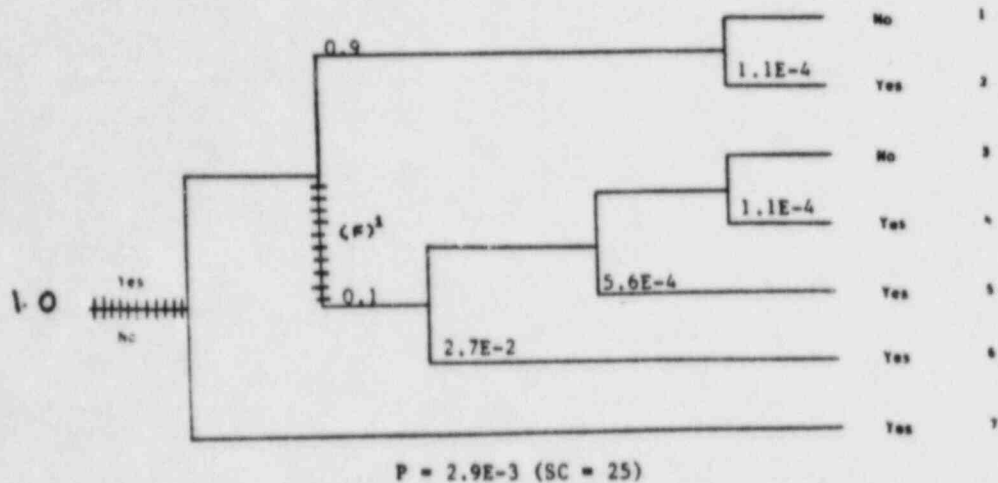 0.9
No 1
1.1E-4
Yes 2
No 3
1.1E-4
Yes 4
(F)¹
Yes
1.0
No
0.1
5.6E-4
Yes 5
2.7E-2
Yes 6
Yes 7
P = 2.9E-3 (SC = 25)